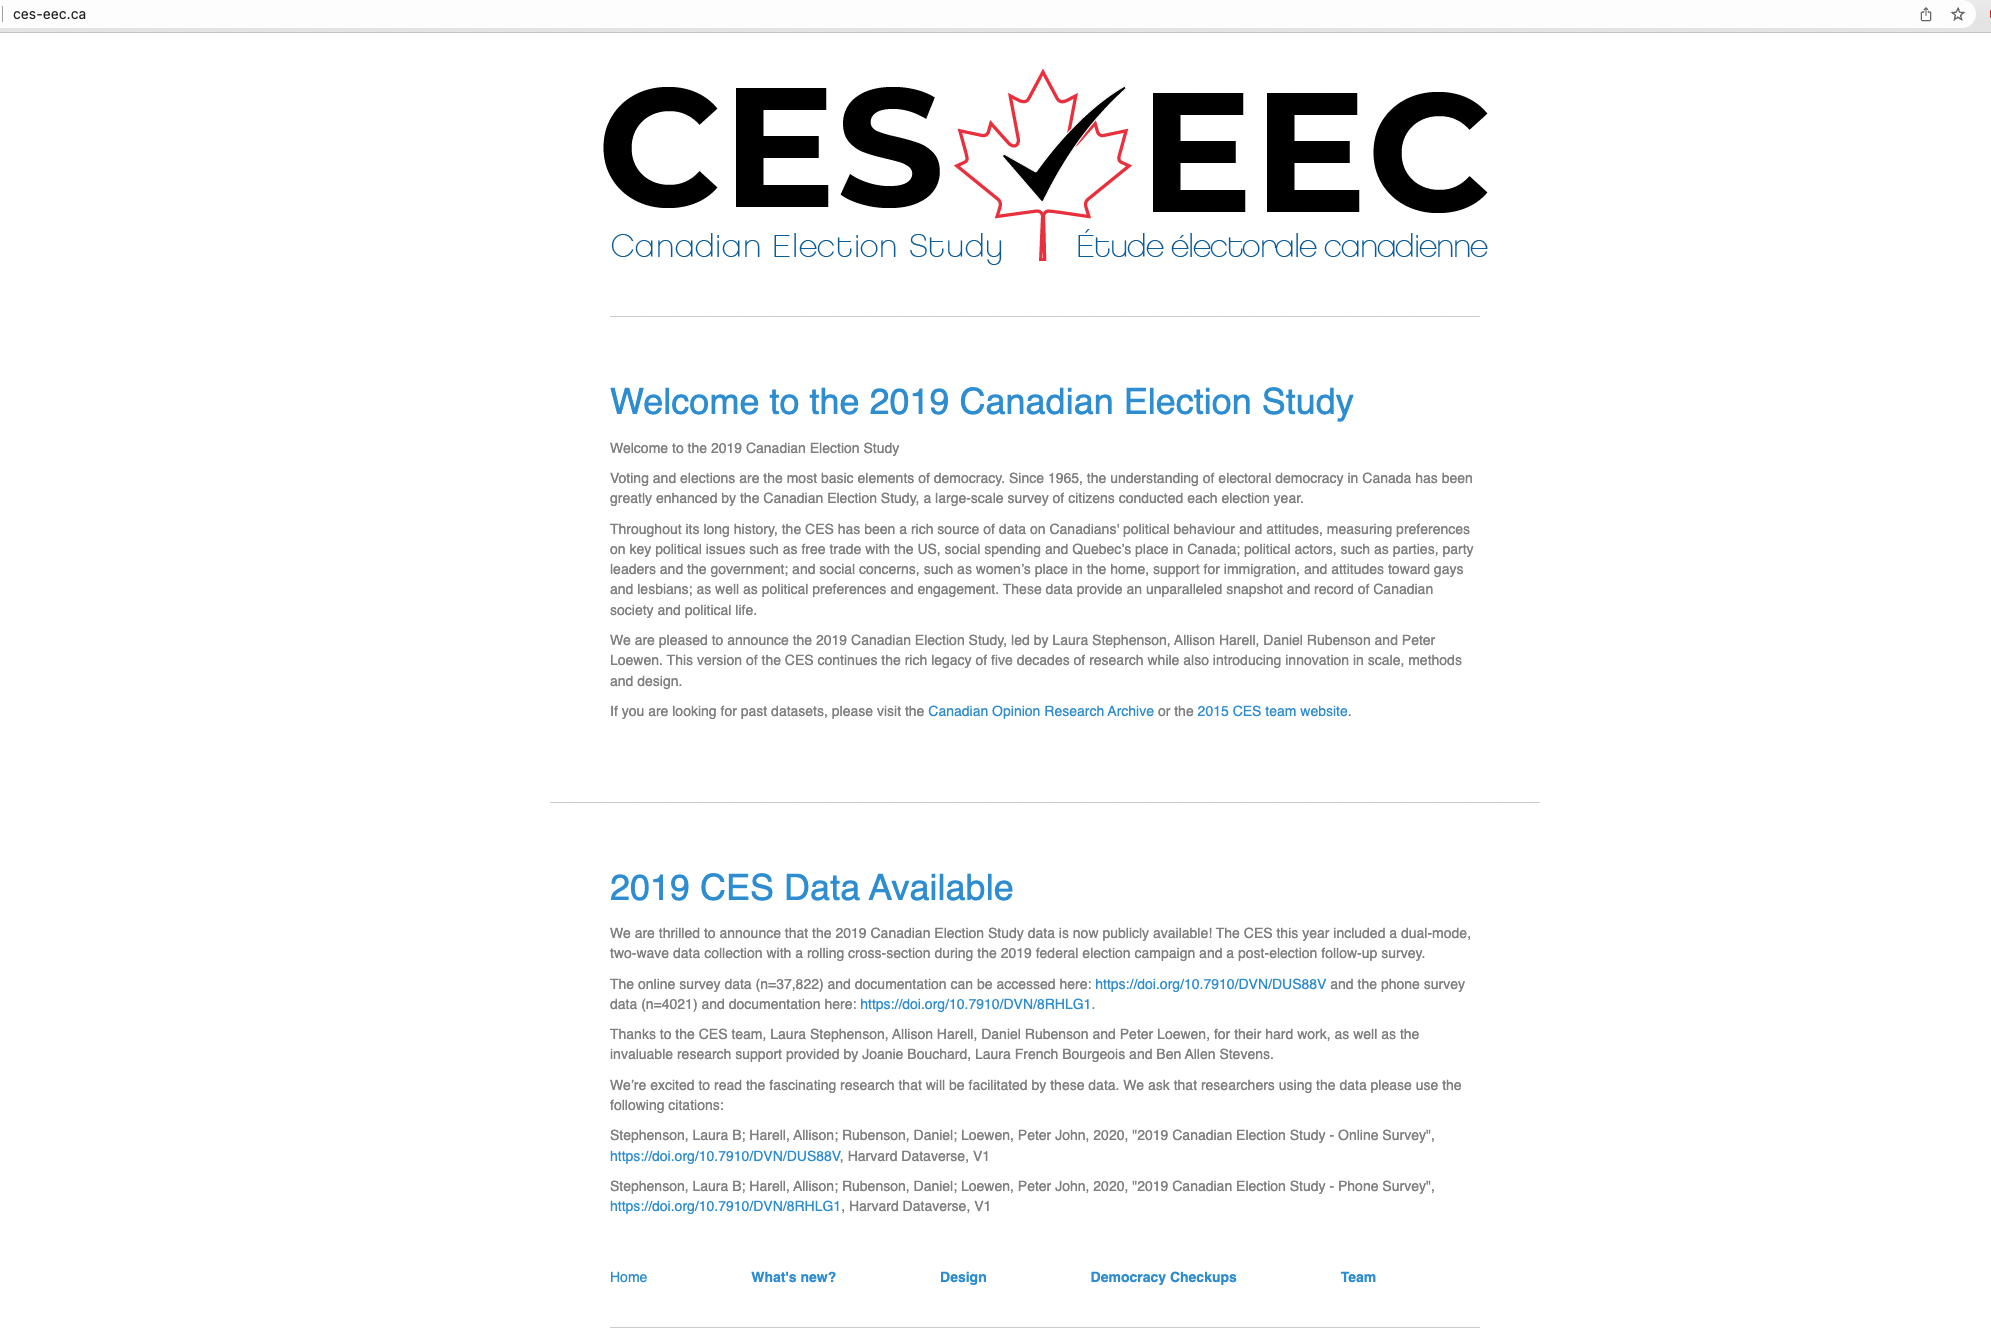 ces-eec.ca
CES EEC
Canadian Election Study Étude électorale canadienne
Welcome to the 2019 Canadian Election Study
Welcome to the 2019 Canadian Election Study
Voting and elections are the most basic elements of democracy. Since 1965, the understanding of electoral democracy in Canada has been
greatly enhanced by the Canadian Election Study, a large-scale survey of citizens conducted each election year.
Throughout its long history, the CES has been a rich source of data on Canadians' political behaviour and attitudes, measuring preferences
on key political issues such as free trade with the US, social spending and Quebec’s place in Canada; political actors, such as parties, party
leaders and the government; and social concerns, such as women’s place in the home, support for immigration, and attitudes toward gays
and lesbians; as well as political preferences and engagement. These data provide an unparalleled snapshot and record of Canadian
society and political life.
We are pleased to announce the 2019 Canadian Election Study, led by Laura Stephenson, Allison Harell, Daniel Rubenson and Peter
Loewen. This version of the CES continues the rich legacy of five decades of research while also introducing innovation in scale, methods
and design.
If you are looking for past datasets, please visit the Canadian Opinion Research Archive or the 2015 CES team website.
2019 CES Data Available
We are thrilled to announce that the 2019 Canadian Election Study data is now publicly available! The CES this year included a dual-mode,
two-wave data collection with a rolling cross-section during the 2019 federal election campaign and a post-election follow-up survey.
The online survey data (n=37,822) and documentation can be accessed here: https://doi.org/10.7910/DVN/DUS88V and the phone survey
data (n=4021) and documentation here: https://doi.org/10.7910/DVN/8RHLG1.
Thanks to the CES team, Laura Stephenson, Allison Harell, Daniel Rubenson and Peter Loewen, for their hard work, as well as the
invaluable research support provided by Joanie Bouchard, Laura French Bourgeois and Ben Allen Stevens.
We’re excited to read the fascinating research that will be facilitated by these data. We ask that researchers using the data please use the
following citations:
Stephenson, Laura B; Harell, Allison; Rubenson, Daniel; Loewen, Peter John, 2020, "2019 Canadian Election Study - Online Survey",
https://doi.org/10.7910/DVN/DUS88V, Harvard Dataverse, V1
Stephenson, Laura B; Harell, Allison; Rubenson, Daniel; Loewen, Peter John, 2020, "2019 Canadian Election Study - Phone Survey",
https://doi.org/10.7910/DVN/8RHLG1, Harvard Dataverse, V1
Home What's new? Design Democracy Checkups Team